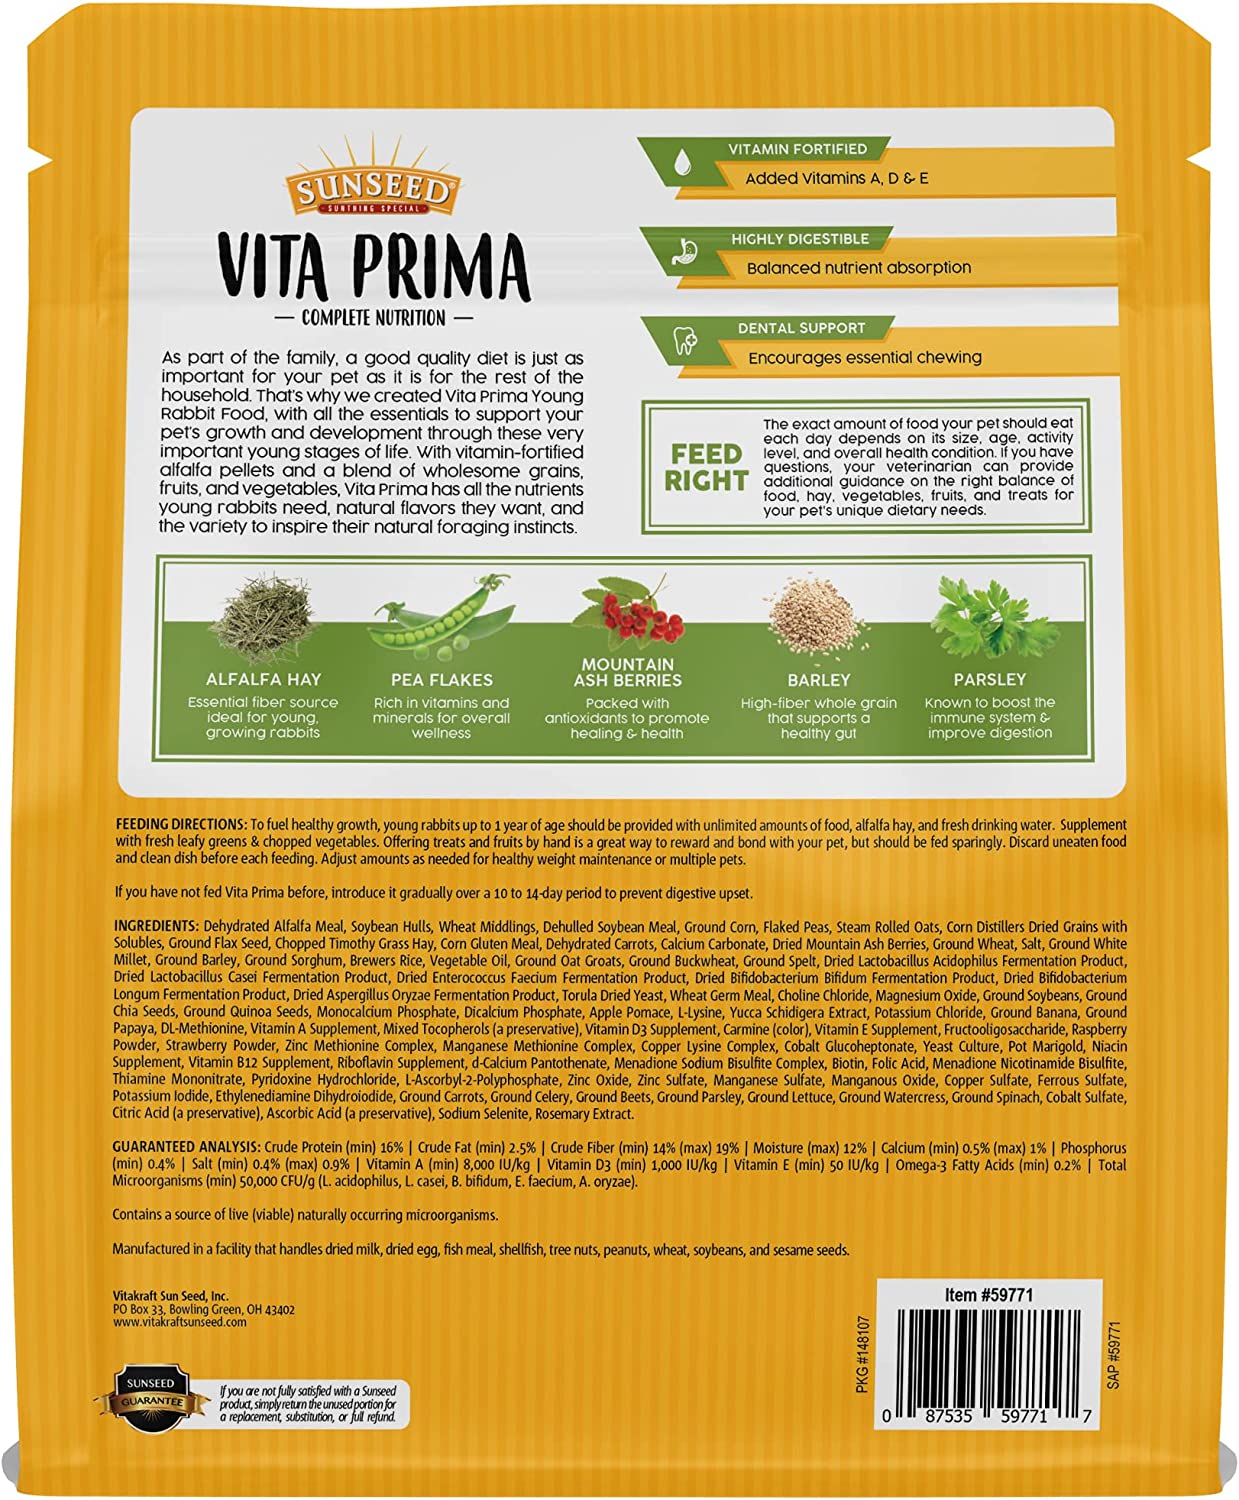 SUNSEED®
SUNTHING SPECIAL
VITA PRIMA
COMPLETE NUTRITION
As part of the family, a good quality diet is just as
important for your pet as it is for the rest of the
household. That's why we created Vita Prima Young
Rabbit Food, with all the essentials to support your
pet's growth and development through these very
important young stages of life. With vitamin-fortified
alfalfa pellets and a blend of wholesome grains,
fruits, and vegetables, Vita Prima has all the nutrients
young rabbits need, natural flavors they want, and
the variety to inspire their natural foraging instincts.
VITAMIN FORTIFIED
Added Vitamins A, D & E
HIGHLY DIGESTIBLE
Balanced nutrient absorption
DENTAL SUPPORT
Encourages essential chewing
FEED
RIGHT
The exact amount of food your pet should eat
each day depends on its size, age, activity
level, and overall health condition. If you have
questions, your veterinarian can provide
additional guidance on the right balance of
food, hay, vegetables, fruits, and treats for
your pet's unique dietary needs.
ALFALFA HAY
Essential fiber source
ideal for young,
growing rabbits
PEA FLAKES
Rich in vitamins and
minerals for overall
wellness
MOUNTAIN
ASH BERRIES
Packed with
antioxidants to promote
healing & health
BARLEY
High-fiber whole grain
that supports a
healthy gut
PARSLEY
Known to boost the
immune system &
improve digestion
FEEDING DIRECTIONS: To fuel healthy growth, young rabbits up to 1 year of age should be provided with unlimited amounts of food, alfalfa hay, and fresh drinking water. Supplement
with fresh leafy greens & chopped vegetables. Offering treats and fruits by hand is a great way to reward and bond with your pet, but should be fed sparingly. Discard uneaten food
and clean dish before each feeding. Adjust amounts as needed for healthy weight maintenance or multiple pets.
If you have not fed Vita Prima before, introduce it gradually over a 10 to 14-day period to prevent digestive upset.
INGREDIENTS: Dehydrated Alfalfa Meal, Soybean Hulls, Wheat Middlings, Dehulled Soybean Meal, Ground Corn, Flaked Peas, Steam Rolled Oats, Corn Distillers Dried Grains with
Solubles, Ground Flax Seed, Chopped Timothy Grass Hay, Corn Gluten Meal, Dehydrated Carrots, Calcium Carbonate, Dried Mountain Ash Berries, Ground Wheat, Salt, Ground White
Millet, Ground Barley, Ground Sorghum, Brewers Rice, Vegetable Oil, Ground Oat Groats, Ground Buckwheat, Ground Spelt, Dried Lactobacillus Acidophilus Fermentation Product,
Dried Lactobacillus Casei Fermentation Product, Dried Enterococcus Faecium Fermentation Product, Dried Bifidobacterium Bifidum Fermentation Product, Dried Bifidobacterium
Longum Fermentation Product, Dried Aspergillus Oryzae Fermentation Product, Torula Dried Yeast, Wheat Germ Meal, Choline Chloride, Magnesium Oxide, Ground Soybeans, Ground
Chia Seeds, Ground Quinoa Seeds, Monocalcium Phosphate, Dicalcium Phosphate, Apple Pomace, L-Lysine, Yucca Schidigera Extract, Potassium Chloride, Ground Banana, Ground
Papaya, DL-Methionine, Vitamin A Supplement, Mixed Tocopherols (a preservative), Vitamin D3 Supplement, Carmine (color), Vitamin E Supplement, Fructooligosaccharide, Raspberry
Powder, Strawberry Powder, Zinc Methionine Complex, Manganese Methionine Complex, Copper Lysine Complex, Cobalt Glucoheptonate, Yeast Culture, Pot Marigold, Niacin
Supplement, Vitamin B12 Supplement, Riboflavin Supplement, d-Calcium Pantothenate, Menadione Sodium Bisulfite Complex, Biotin, Folic Acid, Menadione Nicotinamide Bisulfite,
Thiamine Mononitrate, Pyridoxine Hydrochloride, L-Ascorbyl-2-Polyphosphate, Zinc Oxide, Zinc Sulfate, Manganese Sulfate, Manganous Oxide, Copper Sulfate, Ferrous Sulfate,
Potassium Iodide, Ethylenediamine Dihydroiodide, Ground Carrots, Ground Celery, Ground Beets, Ground Parsley, Ground Lettuce, Ground Watercress, Ground Spinach, Cobalt Sulfate,
Citric Acid (a preservative), Ascorbic Acid (a preservative), Sodium Selenite, Rosemary Extract.
GUARANTEED ANALYSIS: Crude Protein (min) 16% | Crude Fat (min) 2.5% | Crude Fiber (min) 14% (max) 19% | Moisture (max) 12% | Calcium (min) 0.5% (max) 1% | Phosphorus
(min) 0.4% | Salt (min) 0.4% (max) 0.9% | Vitamin A (min) 8,000 IU/kg | Vitamin D3 (min) 1,000 IU/kg | Vitamin E (min) 50 IU/kg | Omega-3 Fatty Acids (min) 0.2% | Total
Microorganisms (min) 50,000 CFU/g (L. acidophilus, L. casei, B. bifidum, E. faecium, A. oryzae).
Contains a source of live (viable) naturally occurring microorganisms.
Manufactured in a facility that handles dried milk, dried egg, fish meal, shellfish, tree nuts, peanuts, wheat, soybeans, and sesame seeds.
Vitakraft Sun Seed, Inc.
PO Box 33, Bowling Green, OH 43402
www.vitakraftsunseed.com
SUNSEED
GUARANTEE
If you are not fully satisfied with a Sunseed
product, simply return the unused portion for
a replacement, substitution, or full refund.
PKG #148107
Item #59771
0 87535 59771 7
SAP #59771